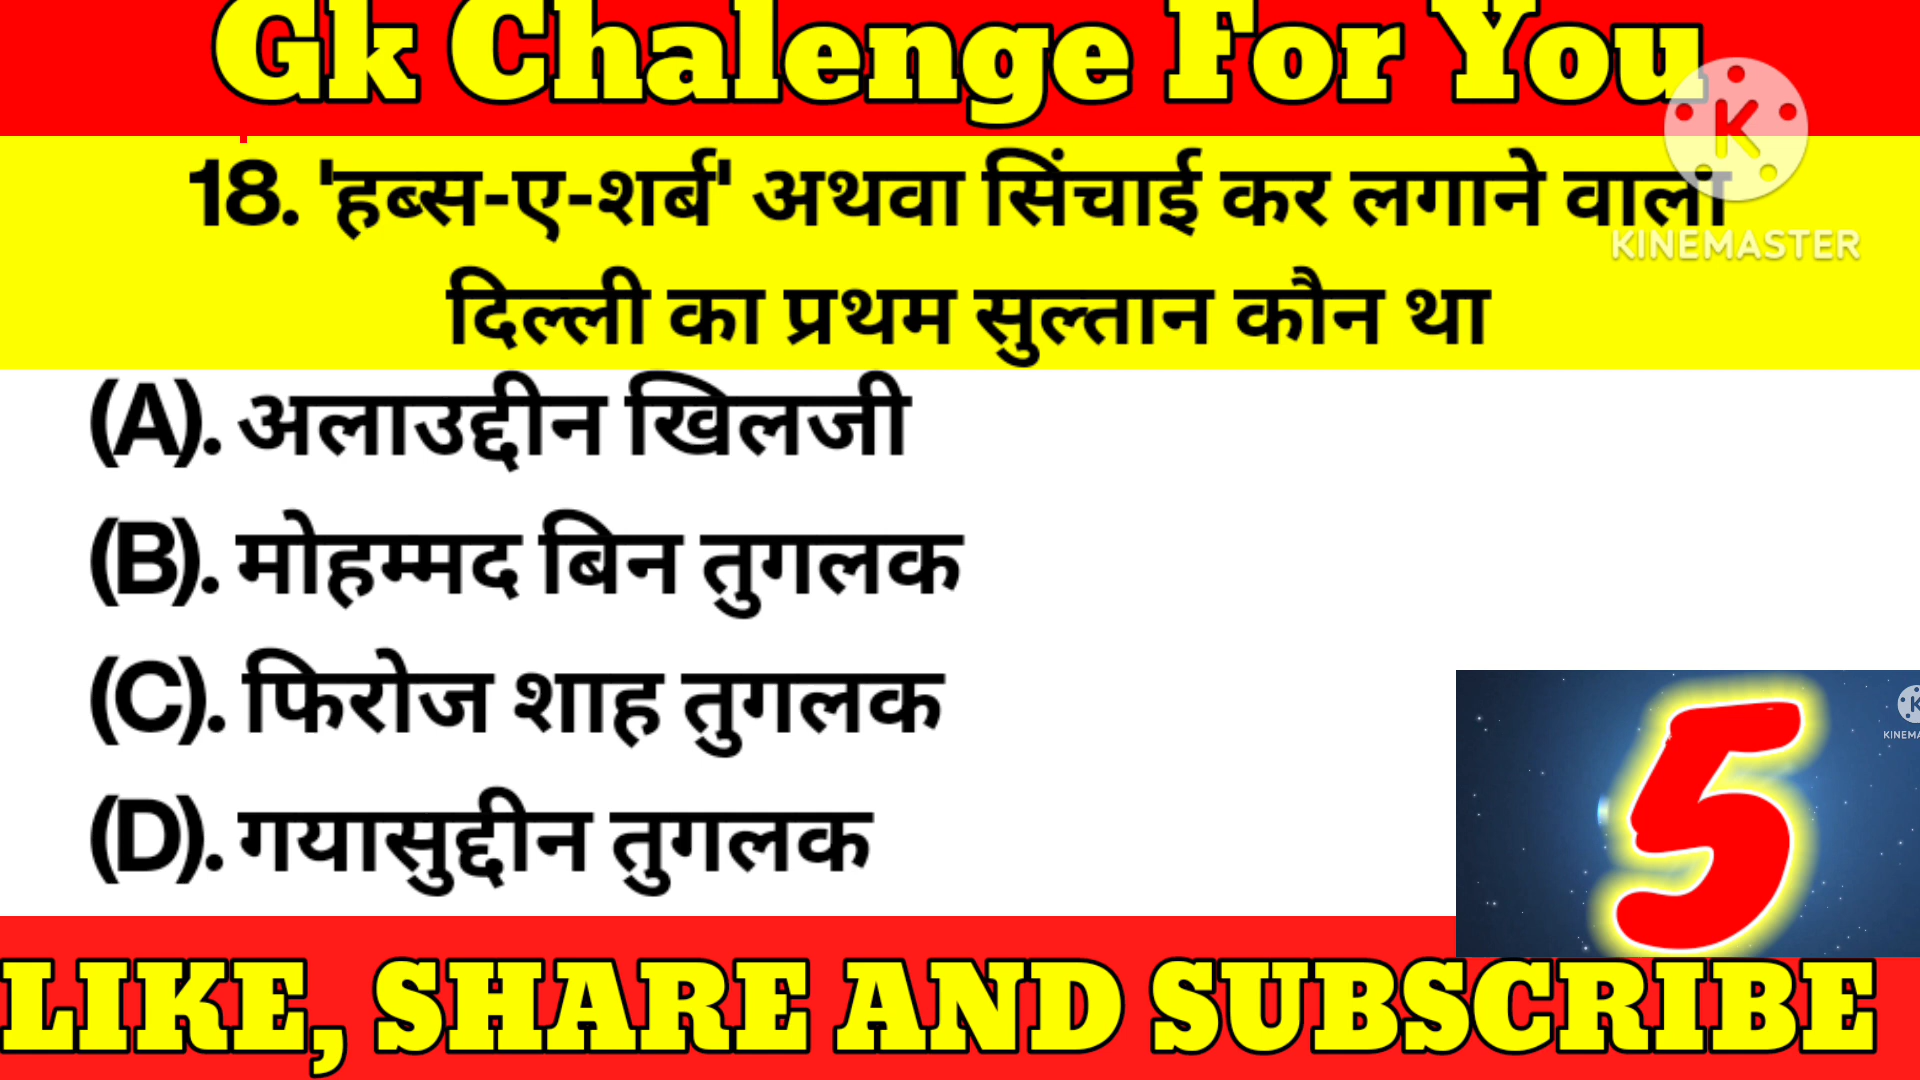 Gk Chalenge For You
18. 'हब्स-ए-शर्ब' अथवा सिंचाई कर लगाने वाला
KINEMASTER
दिल्ली का प्रथम सुल्तान कौन था
(A). अलाउद्दीन खिलजी
(B). मोहम्मद बिन तुगलक
(C). फिरोज शाह तुगलक
(D). गयासुद्दीन तुगलक
5
LIKE, SHARE AND SUBSCRIBE